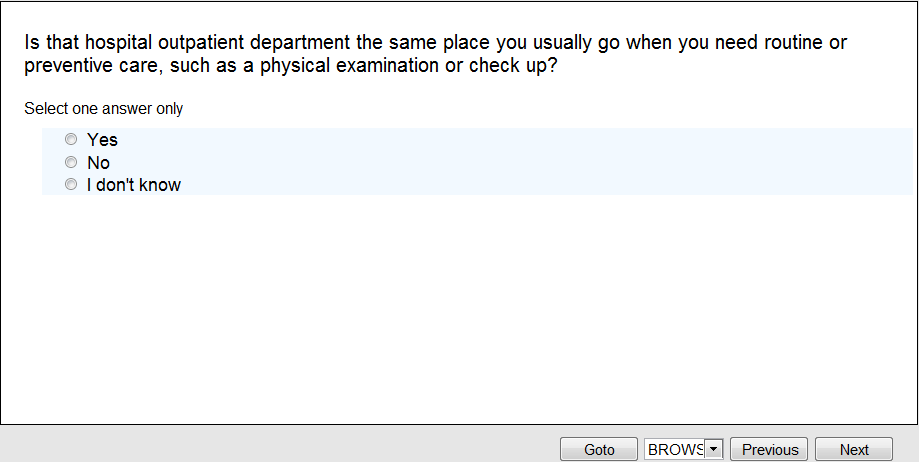 Is that hospital outpatient department the same place you usually go when you need routine or
preventive care, such as a physical examination or check up?
Select one answer only
Yes
No
I don't know
Goto BROWS Previous Next